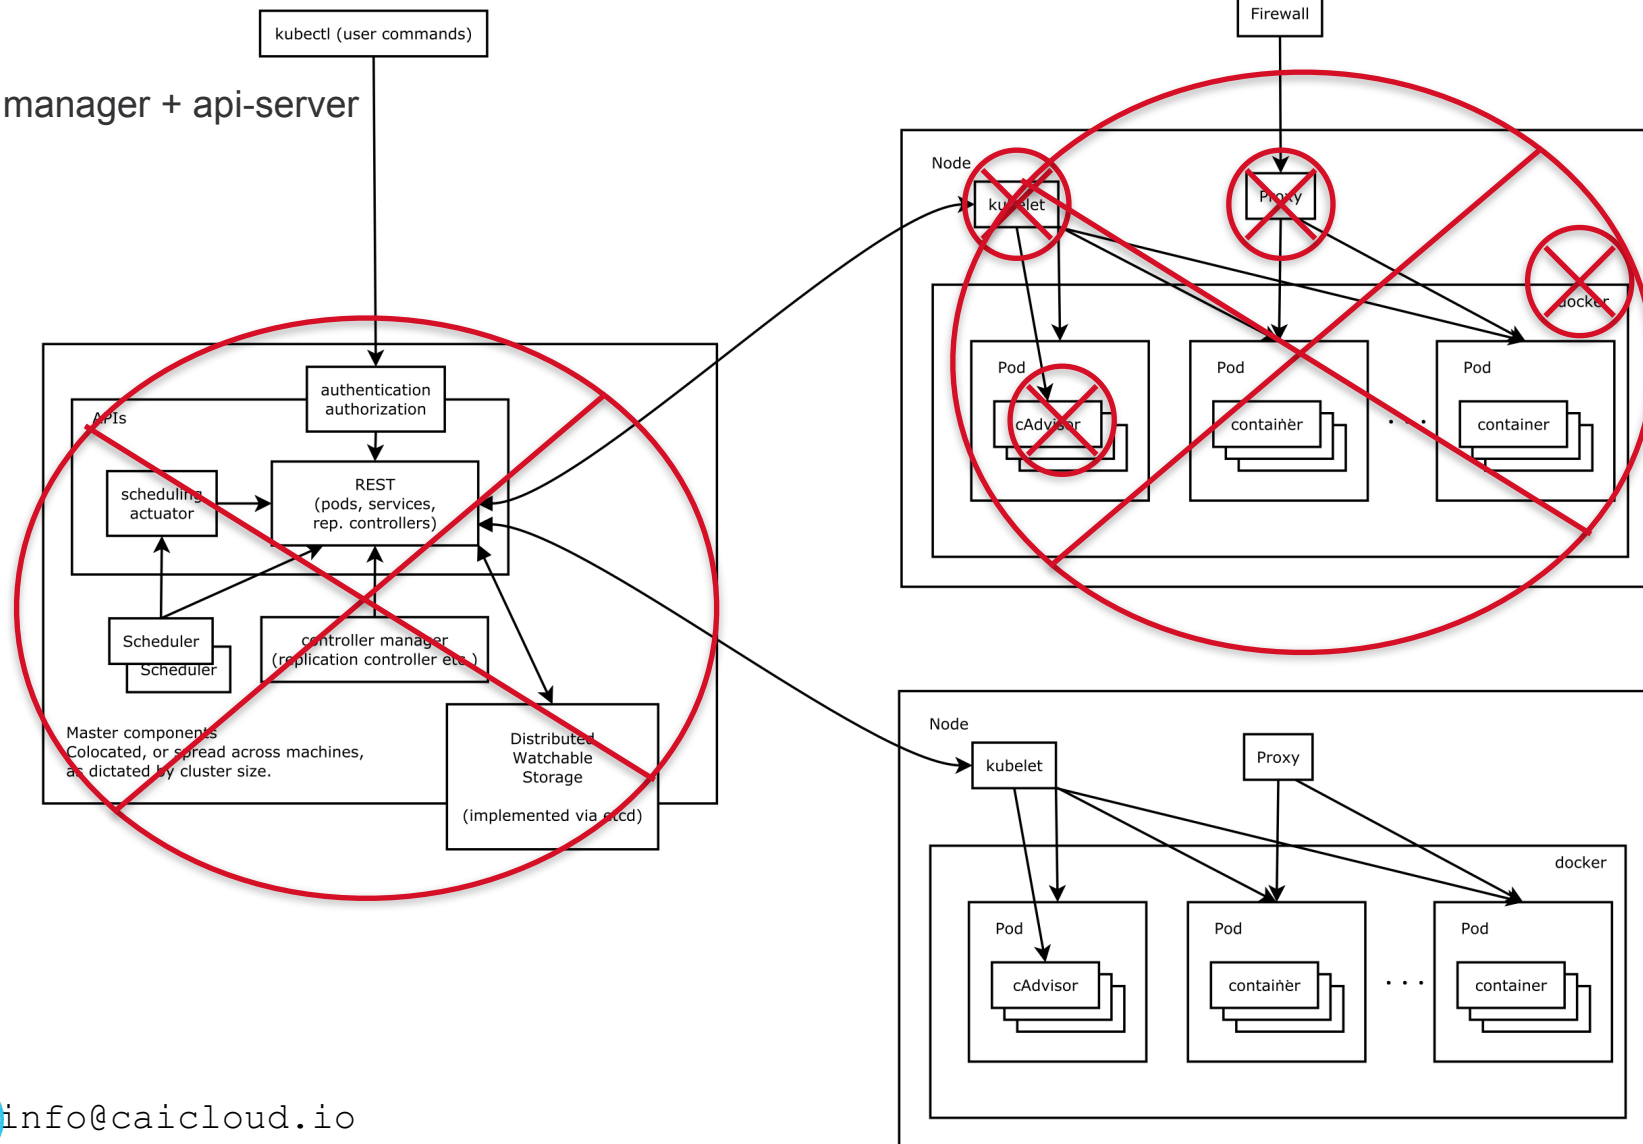 kubectl (user commands)
manager + api-server
authentication
authorization
APIs
scheduling
actuator
REST
(pods, services,
rep. controllers)
Scheduler
Scheduler
controller manager
(replication controller etc.)
Master components
Colocated, or spread across machines,
as dictated by cluster size.
Distributed
Watchable
Storage
(implemented via etcd)
Firewall
Node
kubelet
Proxy
docker
Pod
cAdvisor
Pod
container
. . .
Pod
container
Node
kubelet
Proxy
docker
Pod
cAdvisor
Pod
container
. . .
Pod
container
info@caicloud.io